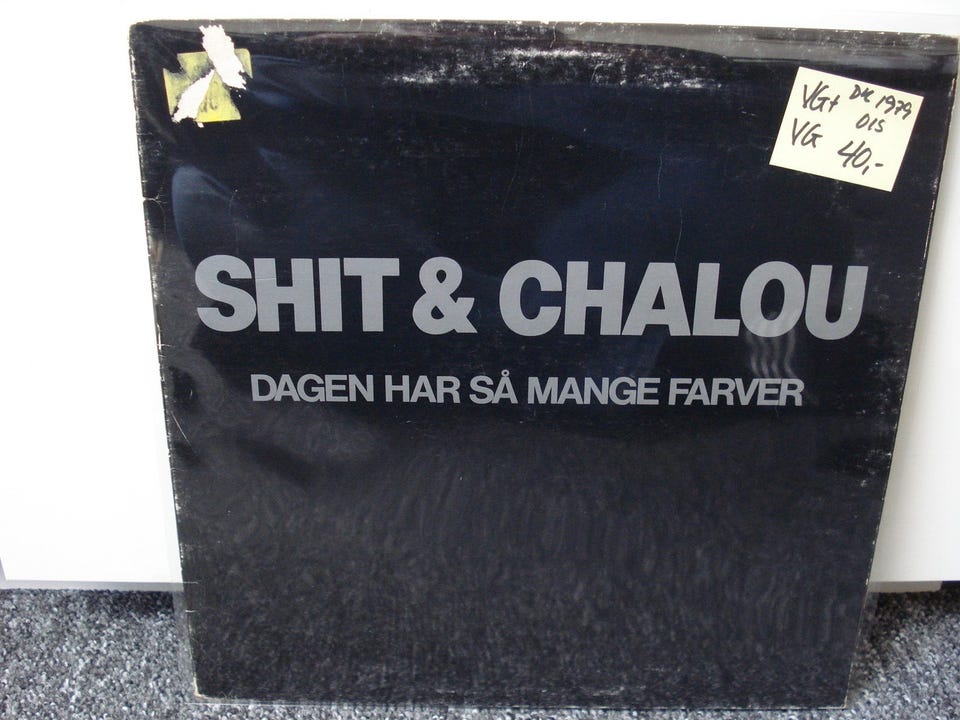 VG+ DK 1979
OIS
VG 40,-
SHIT & CHALOU
DAGEN HAR SÅ MANGE FARVER